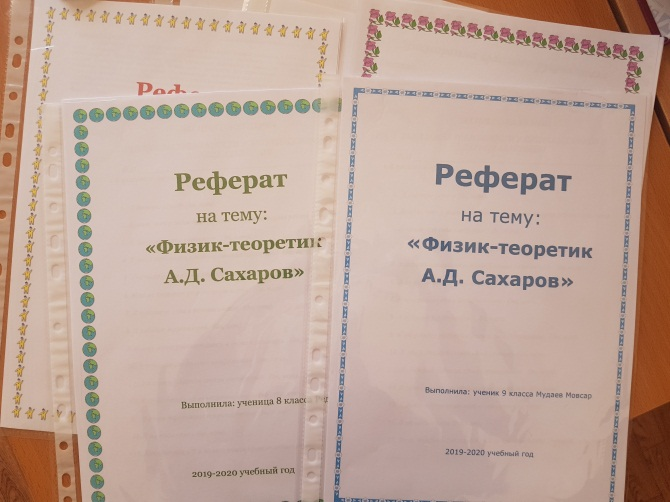 Реферат
на тему:
«Физик-теоретик
А.Д. Сахаров»
Выполнила: ученица 8 класса
2019-2020 учебный год
Реферат
на тему:
«Физик-теоретик
А.Д. Сахаров»
Выполнила: ученик 9 класса Мудаев Мовсар
2019-2020 учебный год